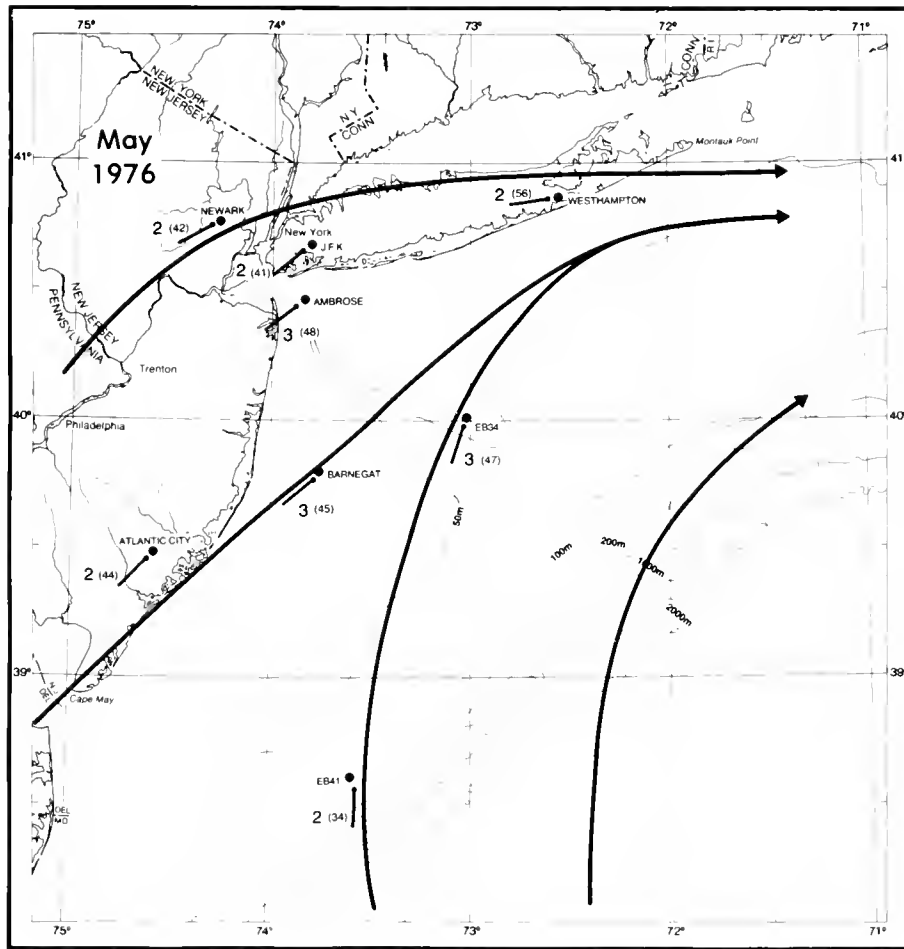 75° 74° 73° 72° 71°
NEW YORK
NEW JERSEY
N Y
CONN
CONN
R I
May
1976
41° 41°
Montauk Point
NEWARK
2 (42)
2 (56)
WESTHAMPTON
New York
J.F.K
2 (41)
AMBROSE
3 (48)
NEW JERSEY
PENNSYLVANIA
Trenton
40° 40°
Philadelphia
EB34
3 (47)
BARNEGAT
3 (45)
50m
ATLANTIC CITY
2 (44)
100m
200m
1000m
2000m
39° 39°
Cape May
EB41
2 (34)
DEL
MD
75° 74° 73° 72° 71°